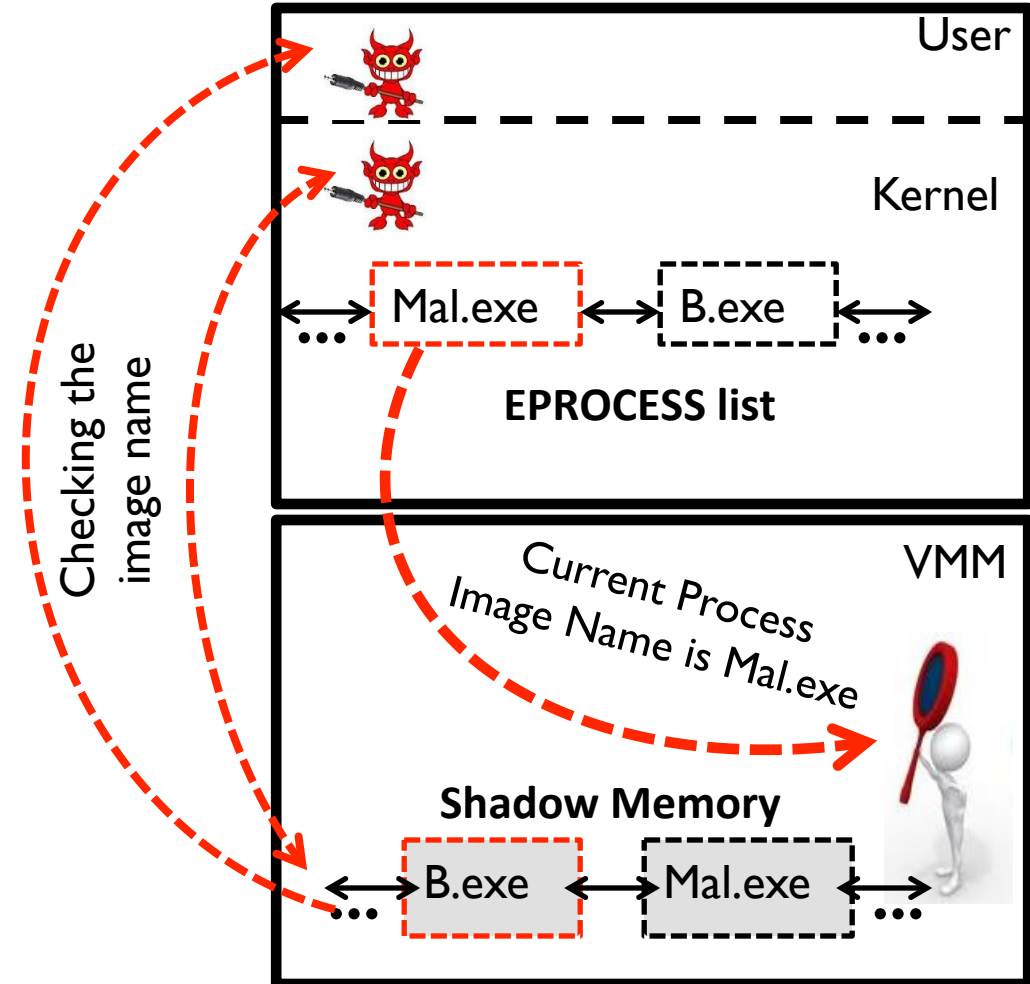 User
Kernel
Mal.exe
B.exe
...
...
EPROCESS list
Checking the
image name
VMM
Current Process
Image Name is Mal.exe
Shadow Memory
B.exe
Mal.exe
...
...